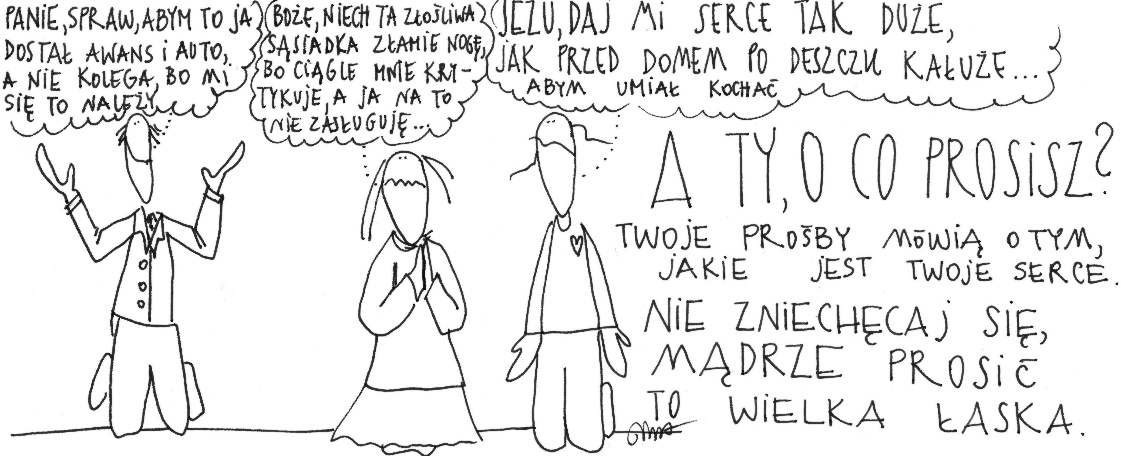 PANIE, SPRAW, ABYM TO JA
DOSTAŁ AWANS i AUTO,
A NIE KOLEGA, BO MI
SIĘ TO NALEŻY
BOŻE, NIECH TA ZŁOŚLIWA
SĄSIADKA ZŁAMIE NOGĘ,
BO CIĄGLE MNIE KRY-
TYKUJE, A JA NA TO
NIE ZASŁUGUJĘ...
JEZU, DAJ MI SERCE TAK DUŻE,
JAK PRZED DOMEM PO DESZCZU KAŁUŻE...
ABYM UMIAŁ KOCHAĆ
A TY, O CO PROSISZ?
TWOJE PROŚBY MÓWIĄ O TYM,
JAKIE JEST TWOJE SERCE.
NIE ZNIECHĘCAJ SIĘ,
MĄDRZE PROSIĆ
TO WIELKA ŁASKA.